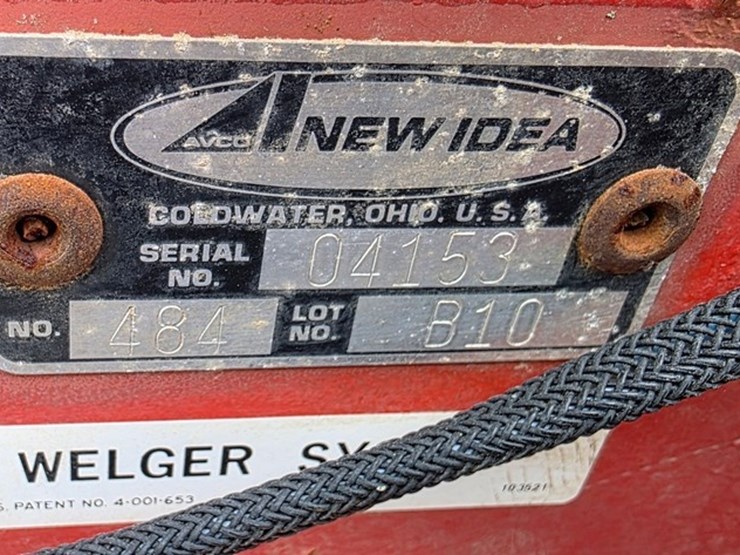 AVCO NEW IDEA
COLDWATER, OHIO, U.S.A.
SERIAL NO. 04153
NO. 484 LOT NO. B10
WELGER
PATENT NO. 4-001-653
103521